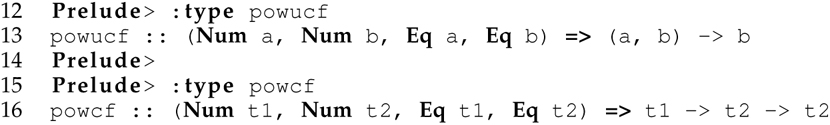 12 Prelude> :type powucf
13 powucf :: (Num a, Num b, Eq a, Eq b) => (a, b) -> b
14 Prelude>
15 Prelude> :type powcf
16 powcf :: (Num t1, Num t2, Eq t1, Eq t2) => t1 -> t2 -> t2